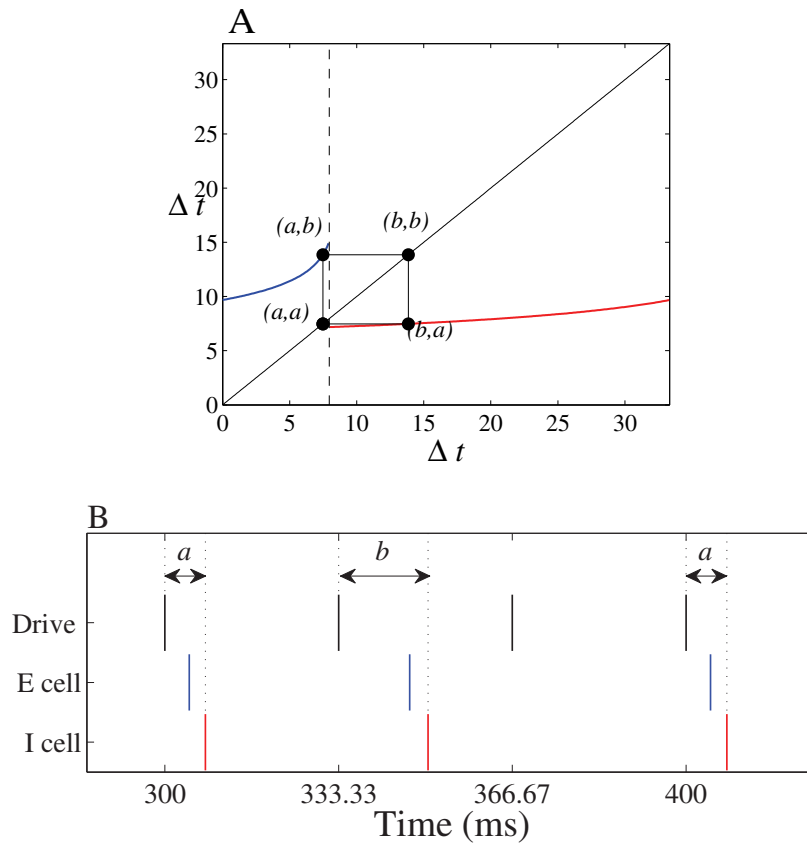 A
30
25
20
Δ t
15
10
5
0
(a,b)
(b,b)
(a,a)
(b,a)
0 5 10 15 20 25 30
Δ t
B
a
b
a
Drive
E cell
I cell
300 333.33 366.67 400
Time (ms)